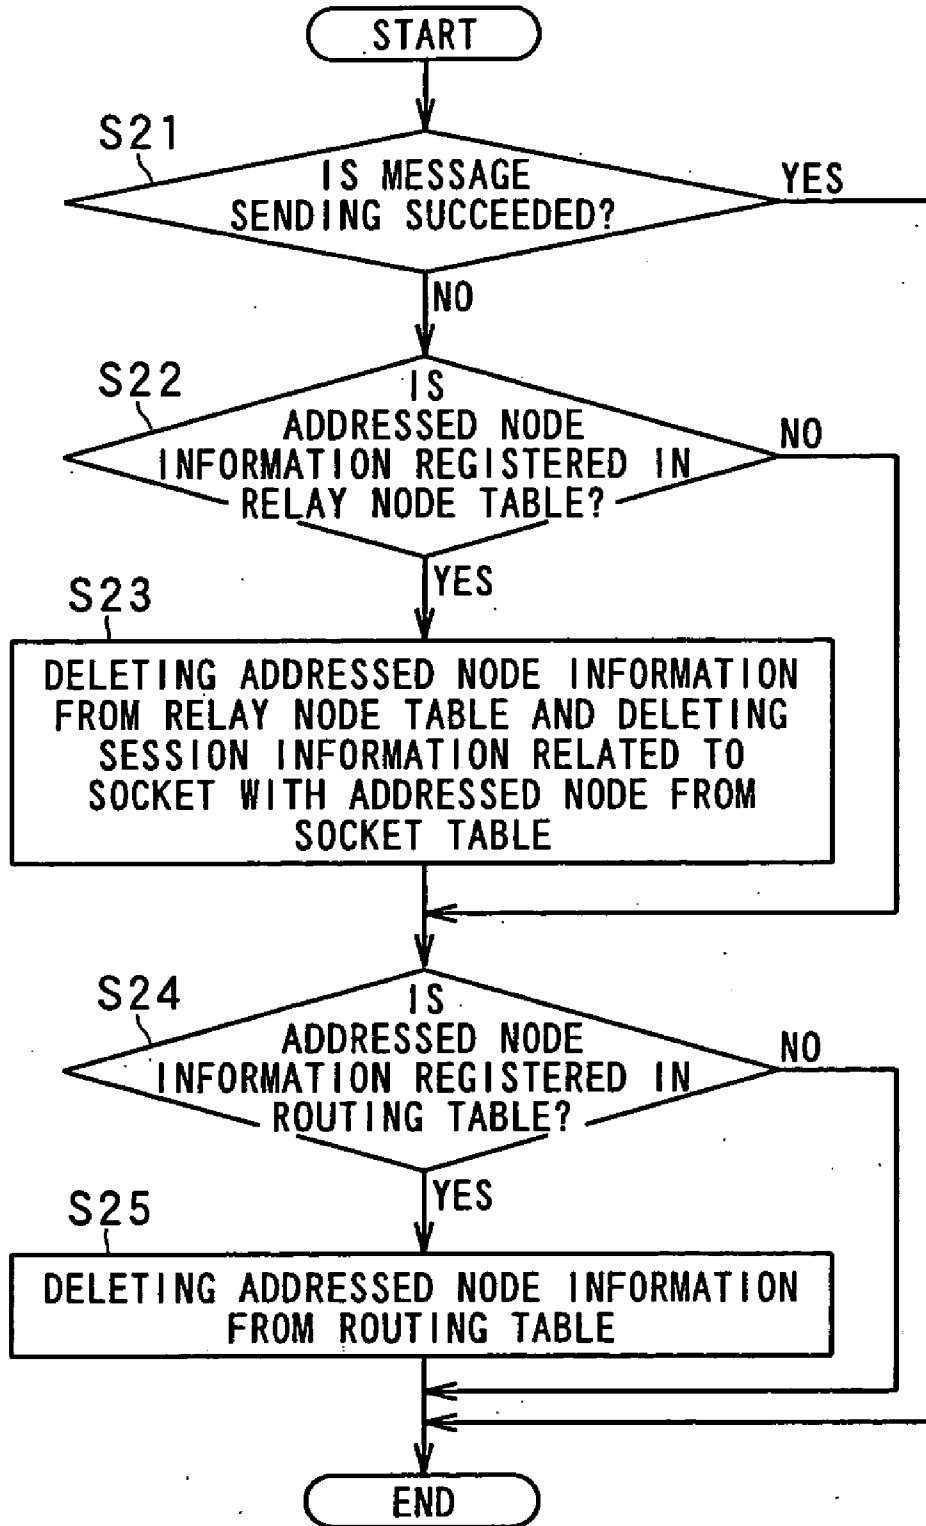 START
S21
IS MESSAGE
SENDING SUCCEEDED?
YES
NO
S22
IS
ADDRESSED NODE
INFORMATION REGISTERED IN
RELAY NODE TABLE?
NO
YES
S23
DELETING ADDRESSED NODE INFORMATION
FROM RELAY NODE TABLE AND DELETING
SESSION INFORMATION RELATED TO
SOCKET WITH ADDRESSED NODE FROM
SOCKET TABLE
S24
IS
ADDRESSED NODE
INFORMATION REGISTERED IN
ROUTING TABLE?
NO
YES
S25
DELETING ADDRESSED NODE INFORMATION
FROM ROUTING TABLE
END